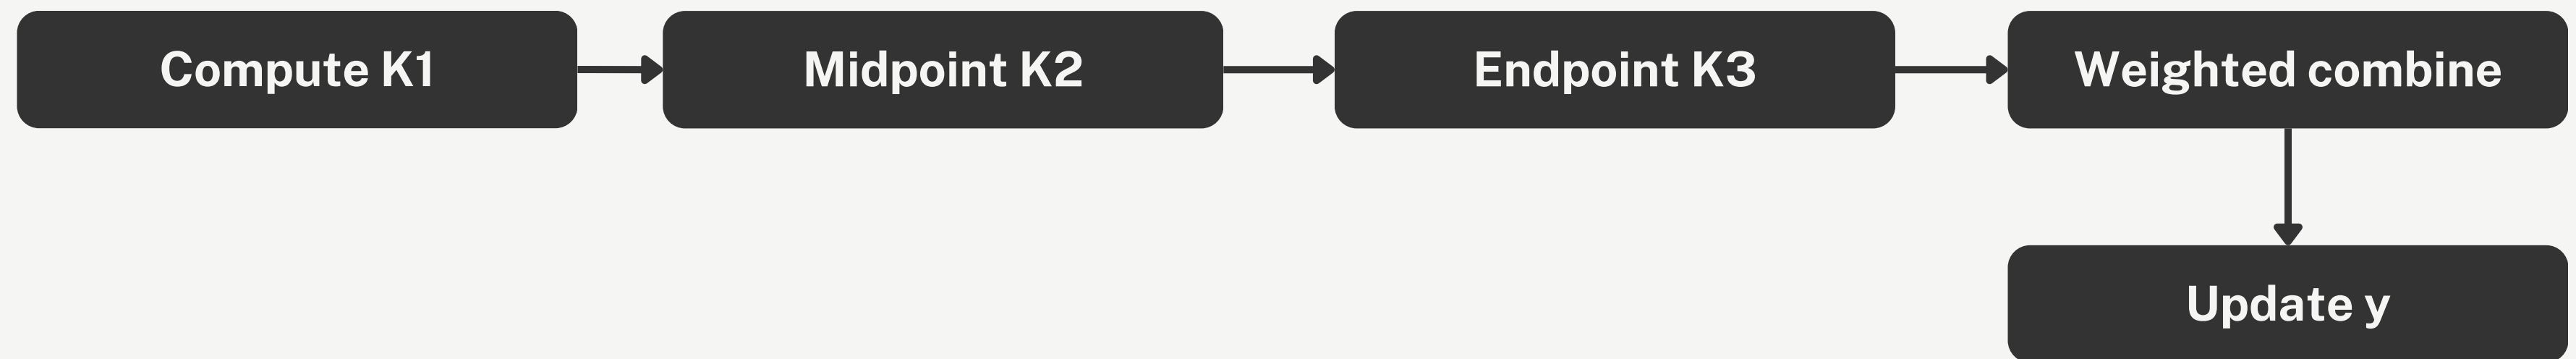 Compute K1
Midpoint K2
Endpoint K3
Weighted combine
Update y